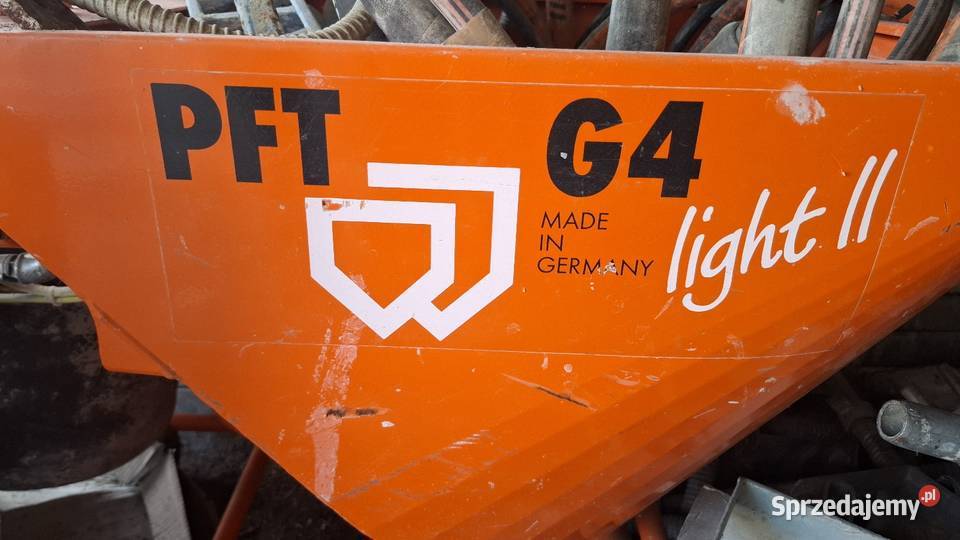 PFT G4
MADE
IN
GERMANY
light II
Sprzedajemy.pl